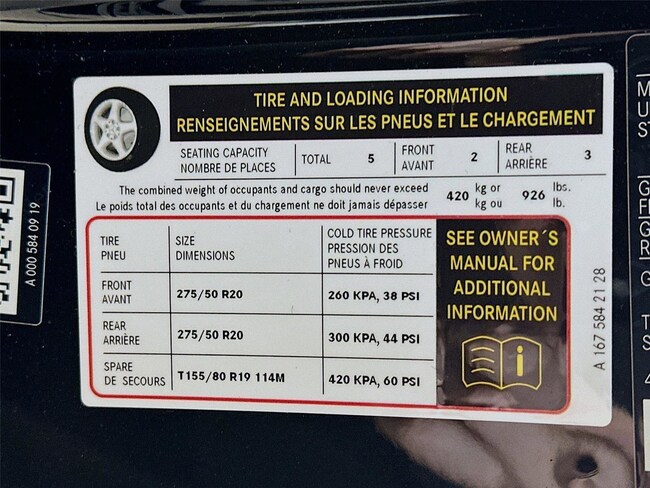 TIRE AND LOADING INFORMATION
RENSEIGNEMENTS SUR LES PNEUS ET LE CHARGEMENT
SEATING CAPACITY
NOMBRE DE PLACES
TOTAL 5
FRONT
AVANT
2
REAR
ARRIÈRE
3
The combined weight of occupants and cargo should never exceed
Le poids total des occupants et du chargement ne doit jamais dépasser
420
kg or
kg ou
926
lbs.
lb.
TIRE
PNEU
SIZE
DIMENSIONS
COLD TIRE PRESSURE
PRESSION DES
PNEUS À FROID
FRONT
AVANT
275/50 R20
260 KPA, 38 PSI
REAR
ARRIÈRE
275/50 R20
300 KPA, 44 PSI
SPARE
DE SECOURS
T155/80 R19 114M
420 KPA, 60 PSI
SEE OWNER´S
MANUAL FOR
ADDITIONAL
INFORMATION
A 167 584 21 28
A 000 584 09 19